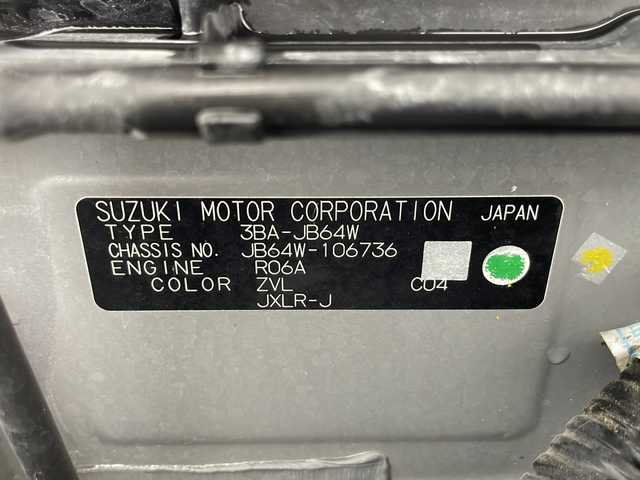 SUZUKI MOTOR CORPORATION JAPAN
TYPE 3BA-JB64W
CHASSIS NO. JB64W-106736
ENGINE R06A
COLOR ZVL C04
JXLR-J